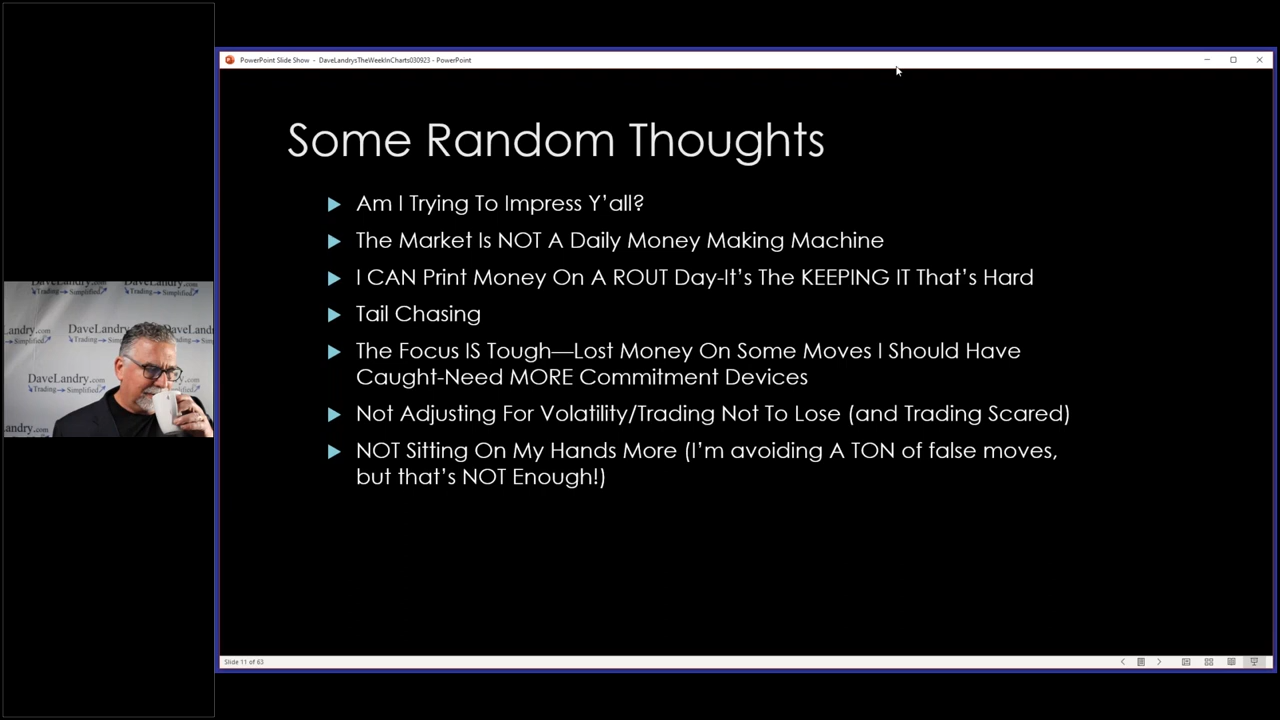 PowerPoint Slide Show - DaveLandrysTheWeekInCharts030923 - PowerPoint
Some Random Thoughts
Am I Trying To Impress Y'all?
The Market Is NOT A Daily Money Making Machine
I CAN Print Money On A ROUT Day-It's The KEEPING IT That's Hard
Tail Chasing
The Focus IS Tough—Lost Money On Some Moves I Should Have
Caught-Need MORE Commitment Devices
Not Adjusting For Volatility/Trading Not To Lose (and Trading Scared)
NOT Sitting On My Hands More (I'm avoiding A TON of false moves,
but that's NOT Enough!)
DaveLandry.com
Trading Simplified
Slide 11 of 63